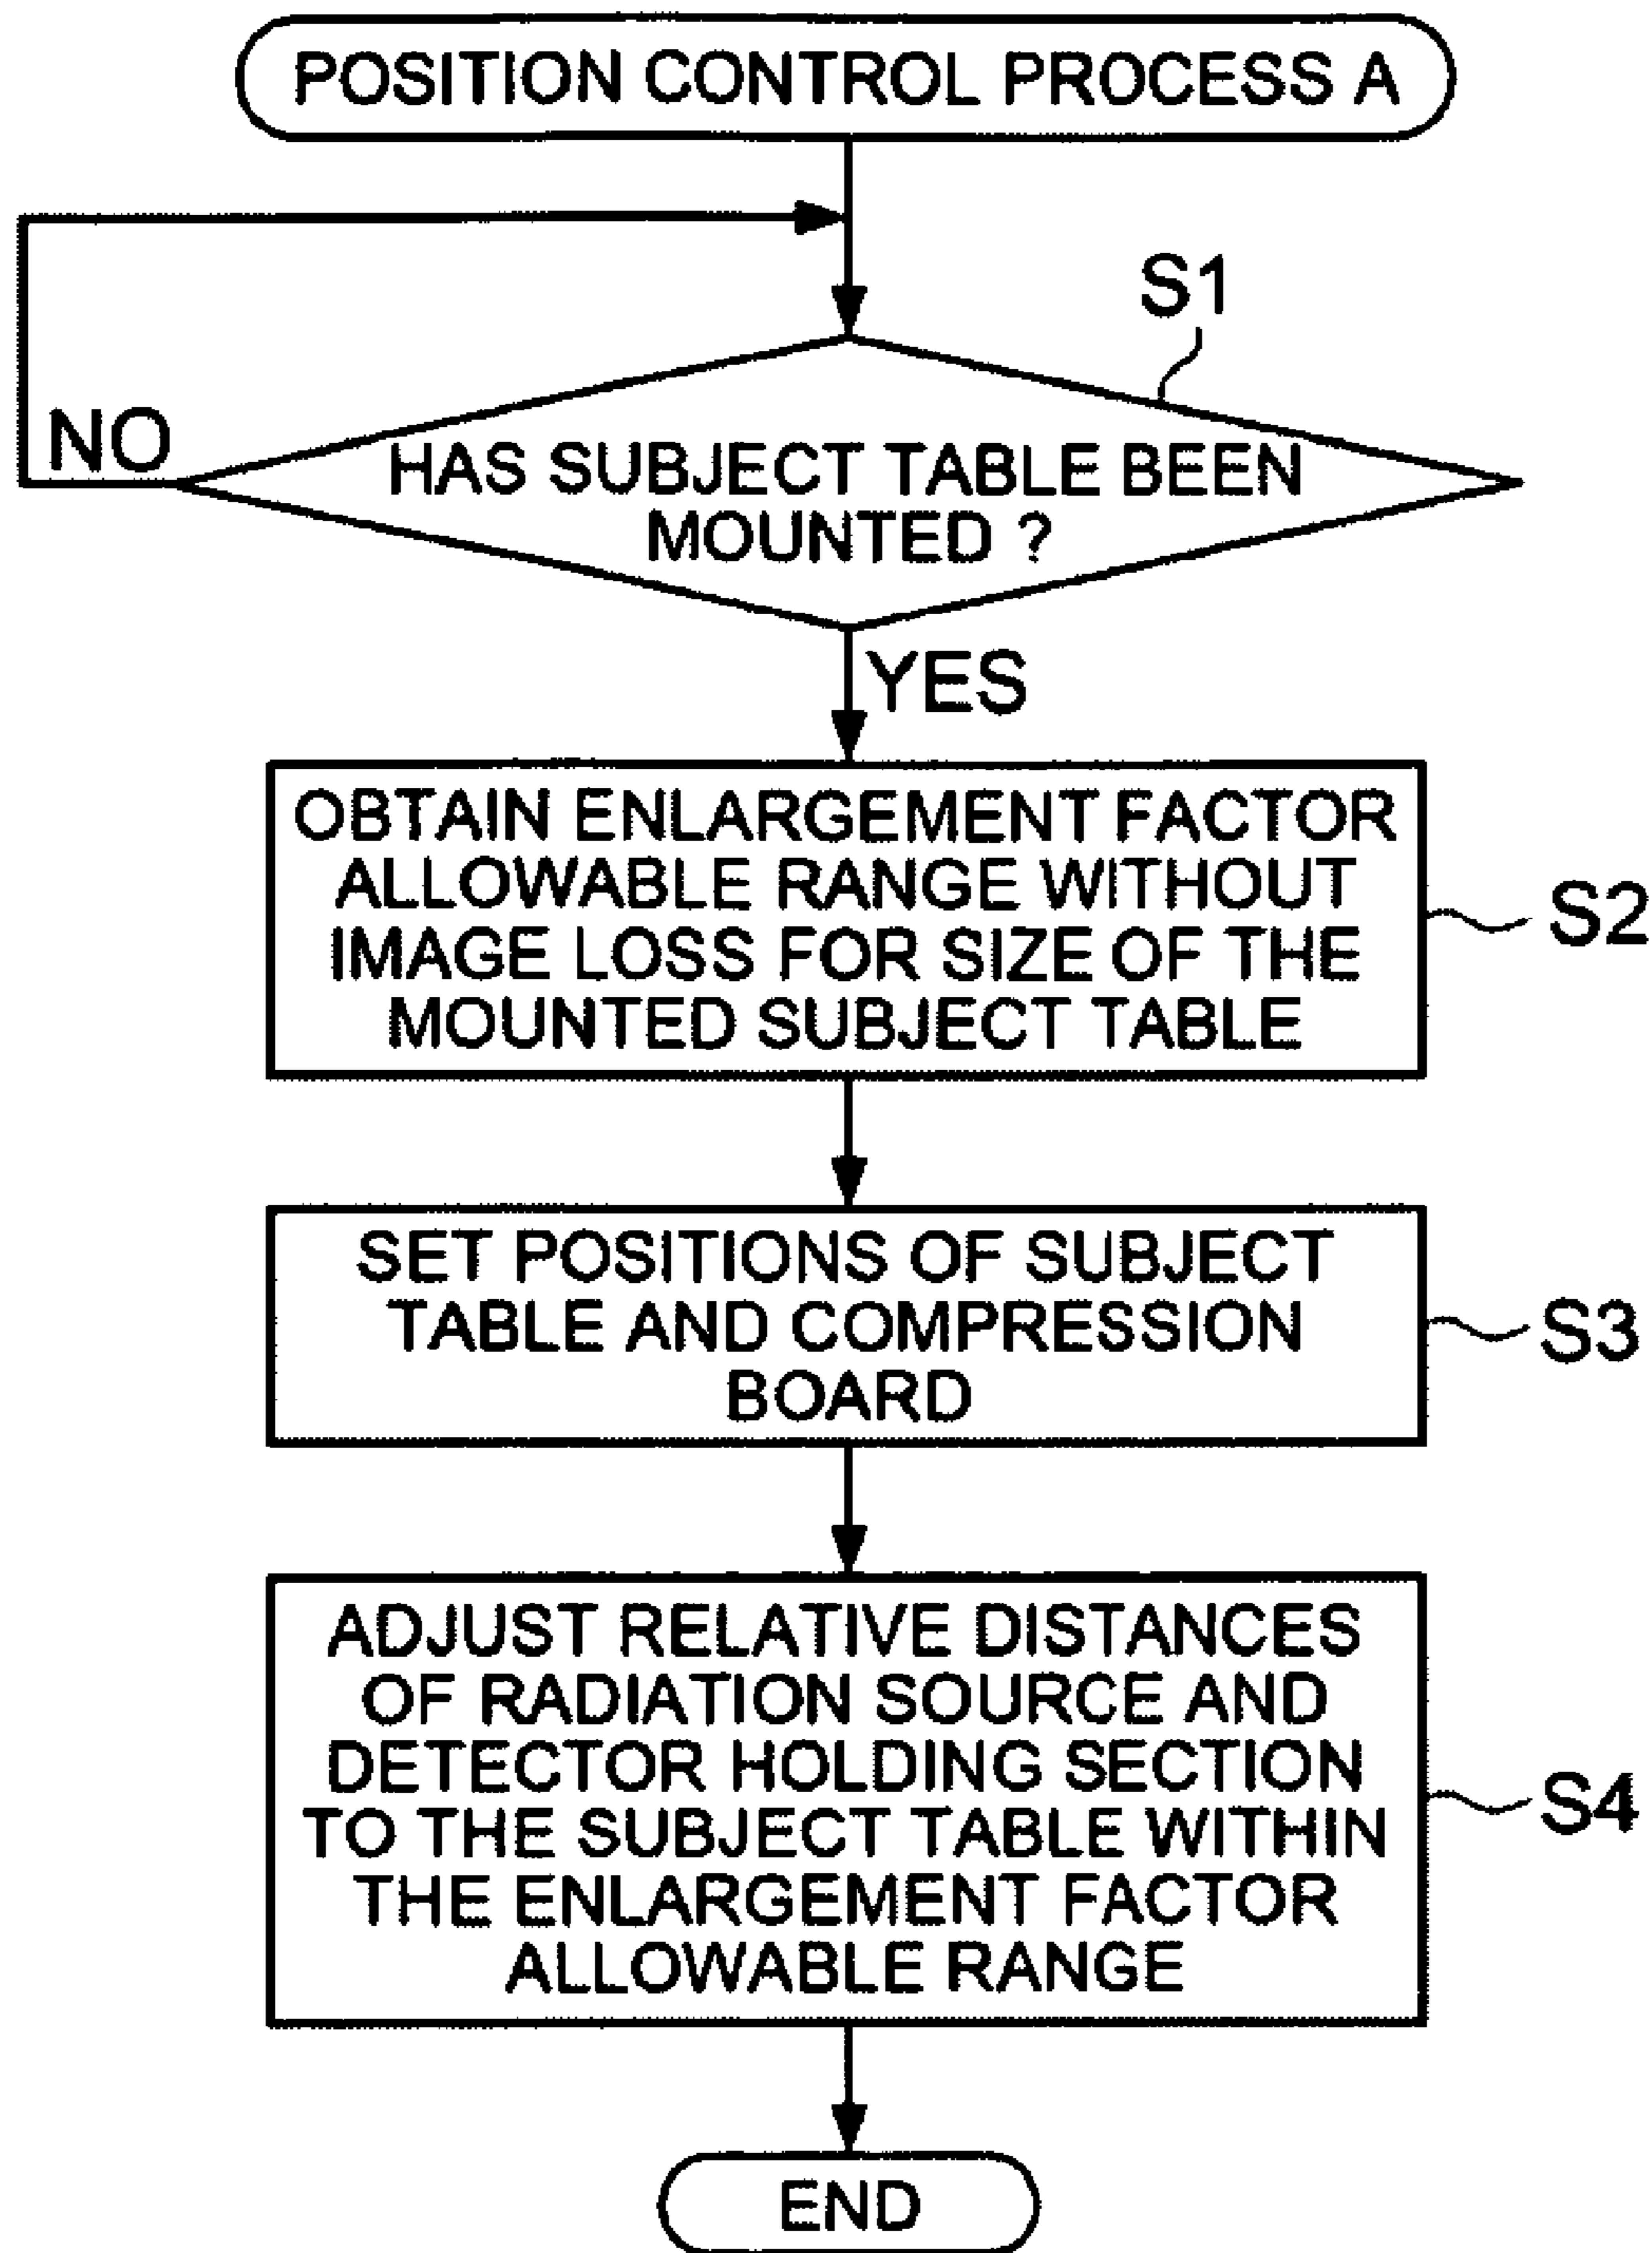 POSITION CONTROL PROCESS A
S1
NO
HAS SUBJECT TABLE BEEN
MOUNTED ?
YES
OBTAIN ENLARGEMENT FACTOR
ALLOWABLE RANGE WITHOUT
IMAGE LOSS FOR SIZE OF THE
MOUNTED SUBJECT TABLE
S2
SET POSITIONS OF SUBJECT
TABLE AND COMPRESSION
BOARD
S3
ADJUST RELATIVE DISTANCES
OF RADIATION SOURCE AND
DETECTOR HOLDING SECTION
TO THE SUBJECT TABLE WITHIN
THE ENLARGEMENT FACTOR
ALLOWABLE RANGE
S4
END